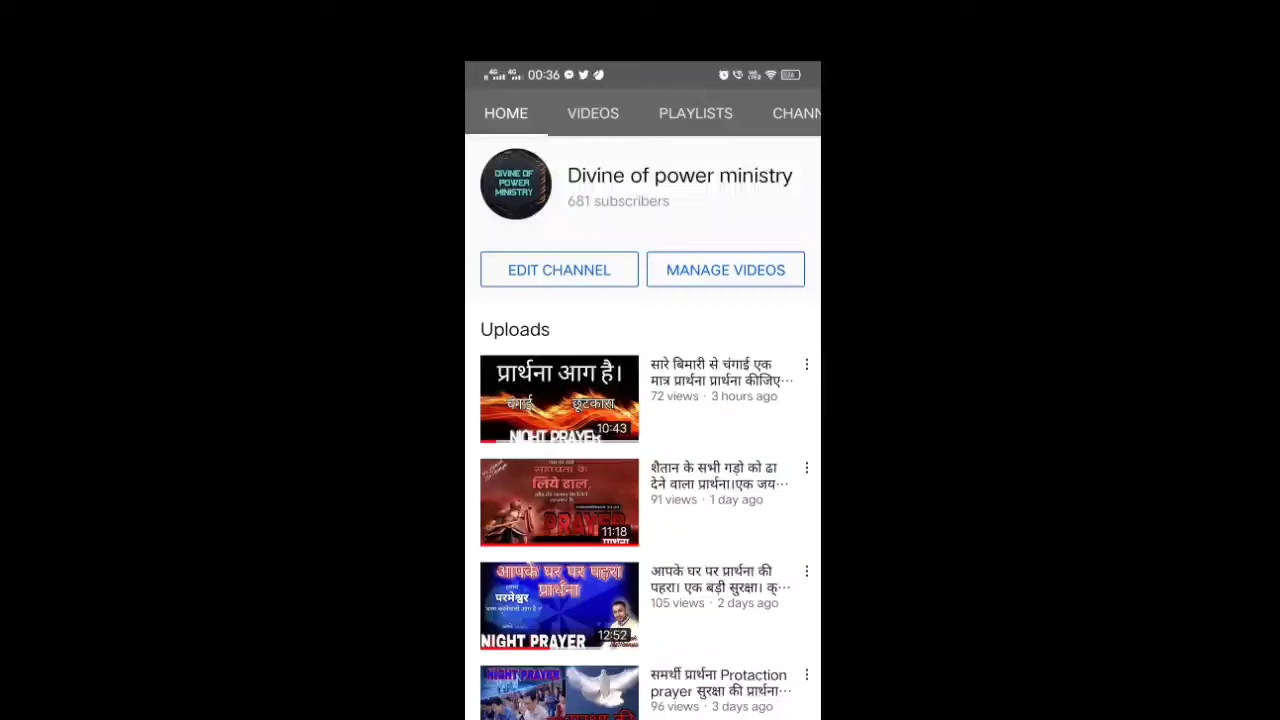 00:36
HOME VIDEOS PLAYLISTS CHANN
DIVINE OF
POWER
MINISTRY
Divine of power ministry
681 subscribers
EDIT CHANNEL MANAGE VIDEOS
Uploads
प्रार्थना आग है।
चंगाई छूटकारा
NIGHT PRAYER
10:43
सारे बिमारी से चंगाई एक
मात्र प्रार्थना प्रार्थना कीजिए...
72 views · 3 hours ago
सहायता के
लिये ढाल,
PRAYER
11:18
प्रार्थना
शैतान के सभी गड़ो को ढा
देने वाला प्रार्थना।एक जय...
91 views · 1 day ago
आपके घर पर पहरा
प्रार्थना
परमेश्वर
NIGHT PRAYER
12:52
आपके घर पर प्रार्थना की
पहरा। एक बड़ी सुरक्षा। क्...
105 views · 2 days ago
NIGHT PRAYER
समर्थी प्रार्थना Protaction
prayer सुरक्षा की प्रार्थना...
96 views · 3 days ago